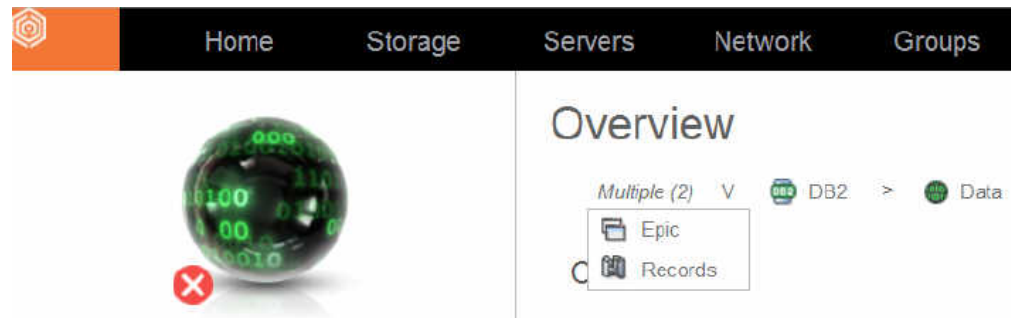 Home Storage Servers Network Groups
Overview
Multiple (2) V DB2 > Data
Epic
Records